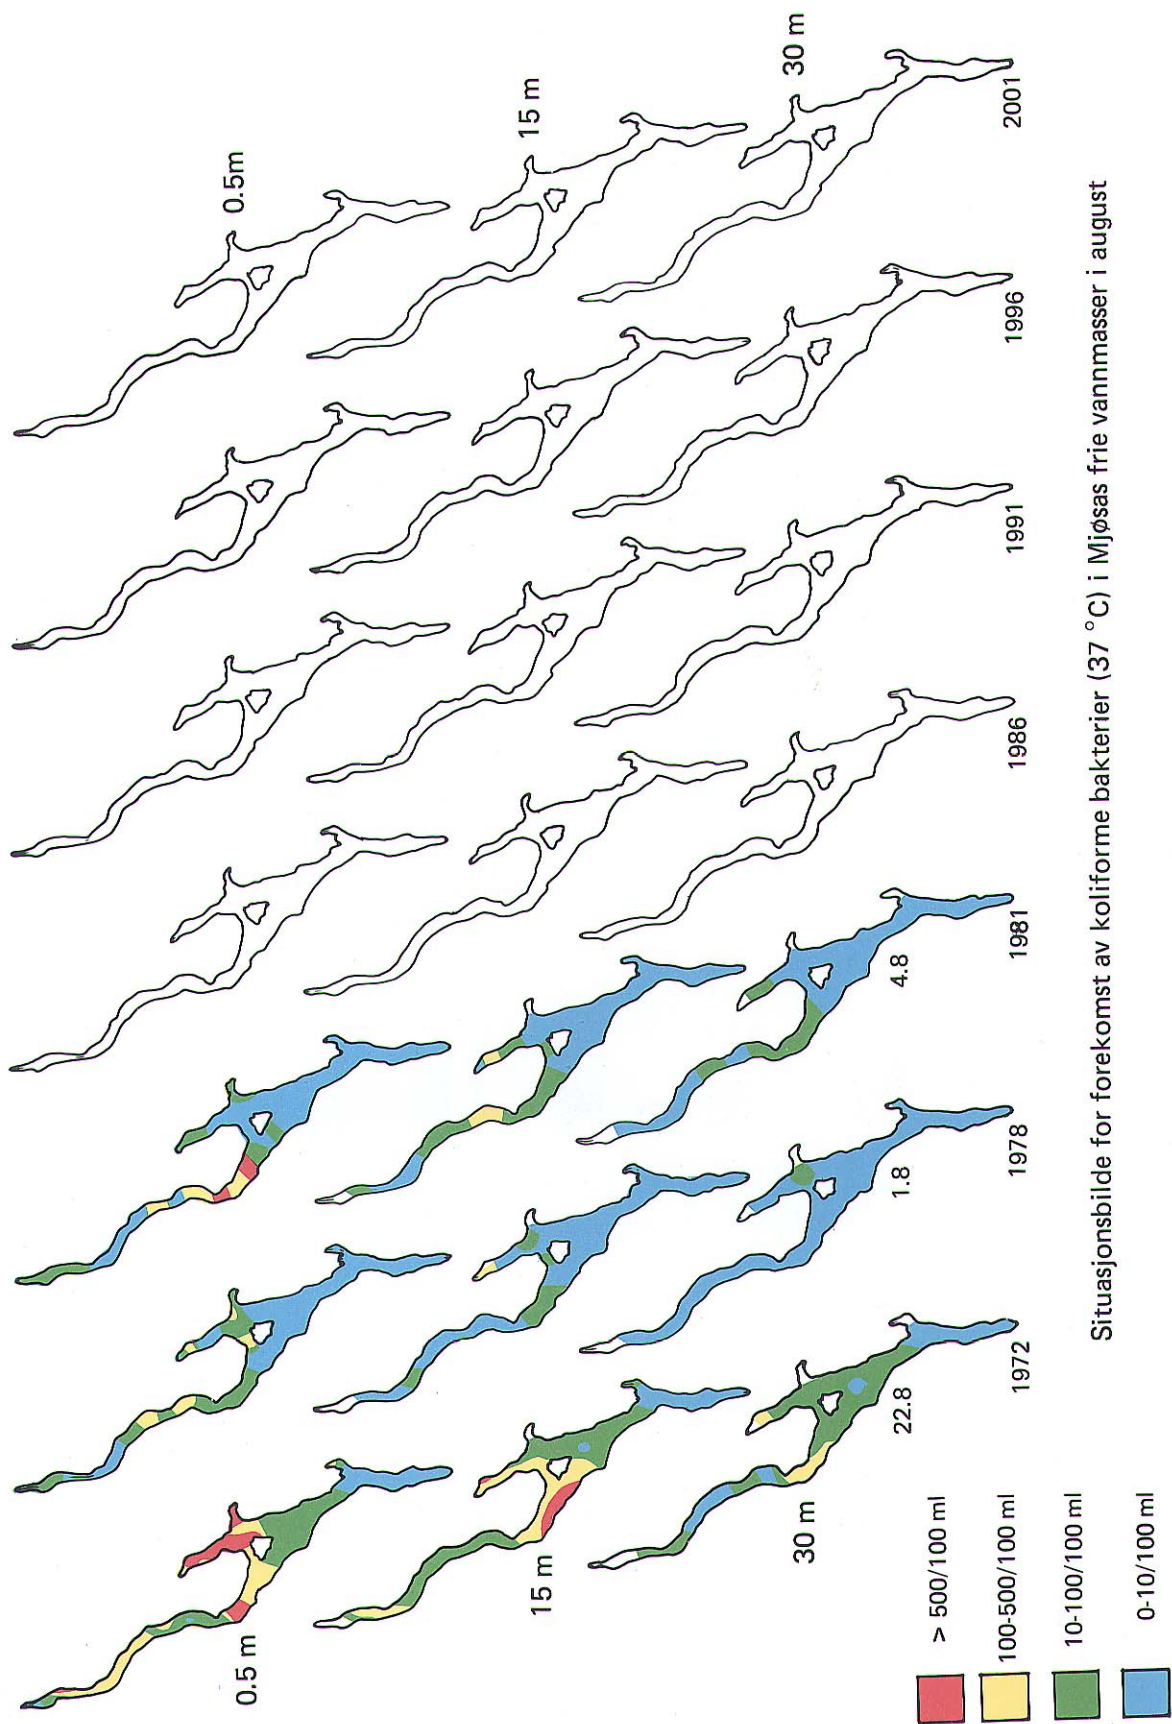 0.5m
15 m
30 m
0.5 m
15 m
30 m
22.8
1.8
4.8
1972
1978
1981
1986
1991
1996
2001
> 500/100 ml
100-500/100 ml
10-100/100 ml
0-10/100 ml
Situasjonsbilde for forekomst av koliforme bakterier (37 °C) i Mjøsas frie vannmasser i august